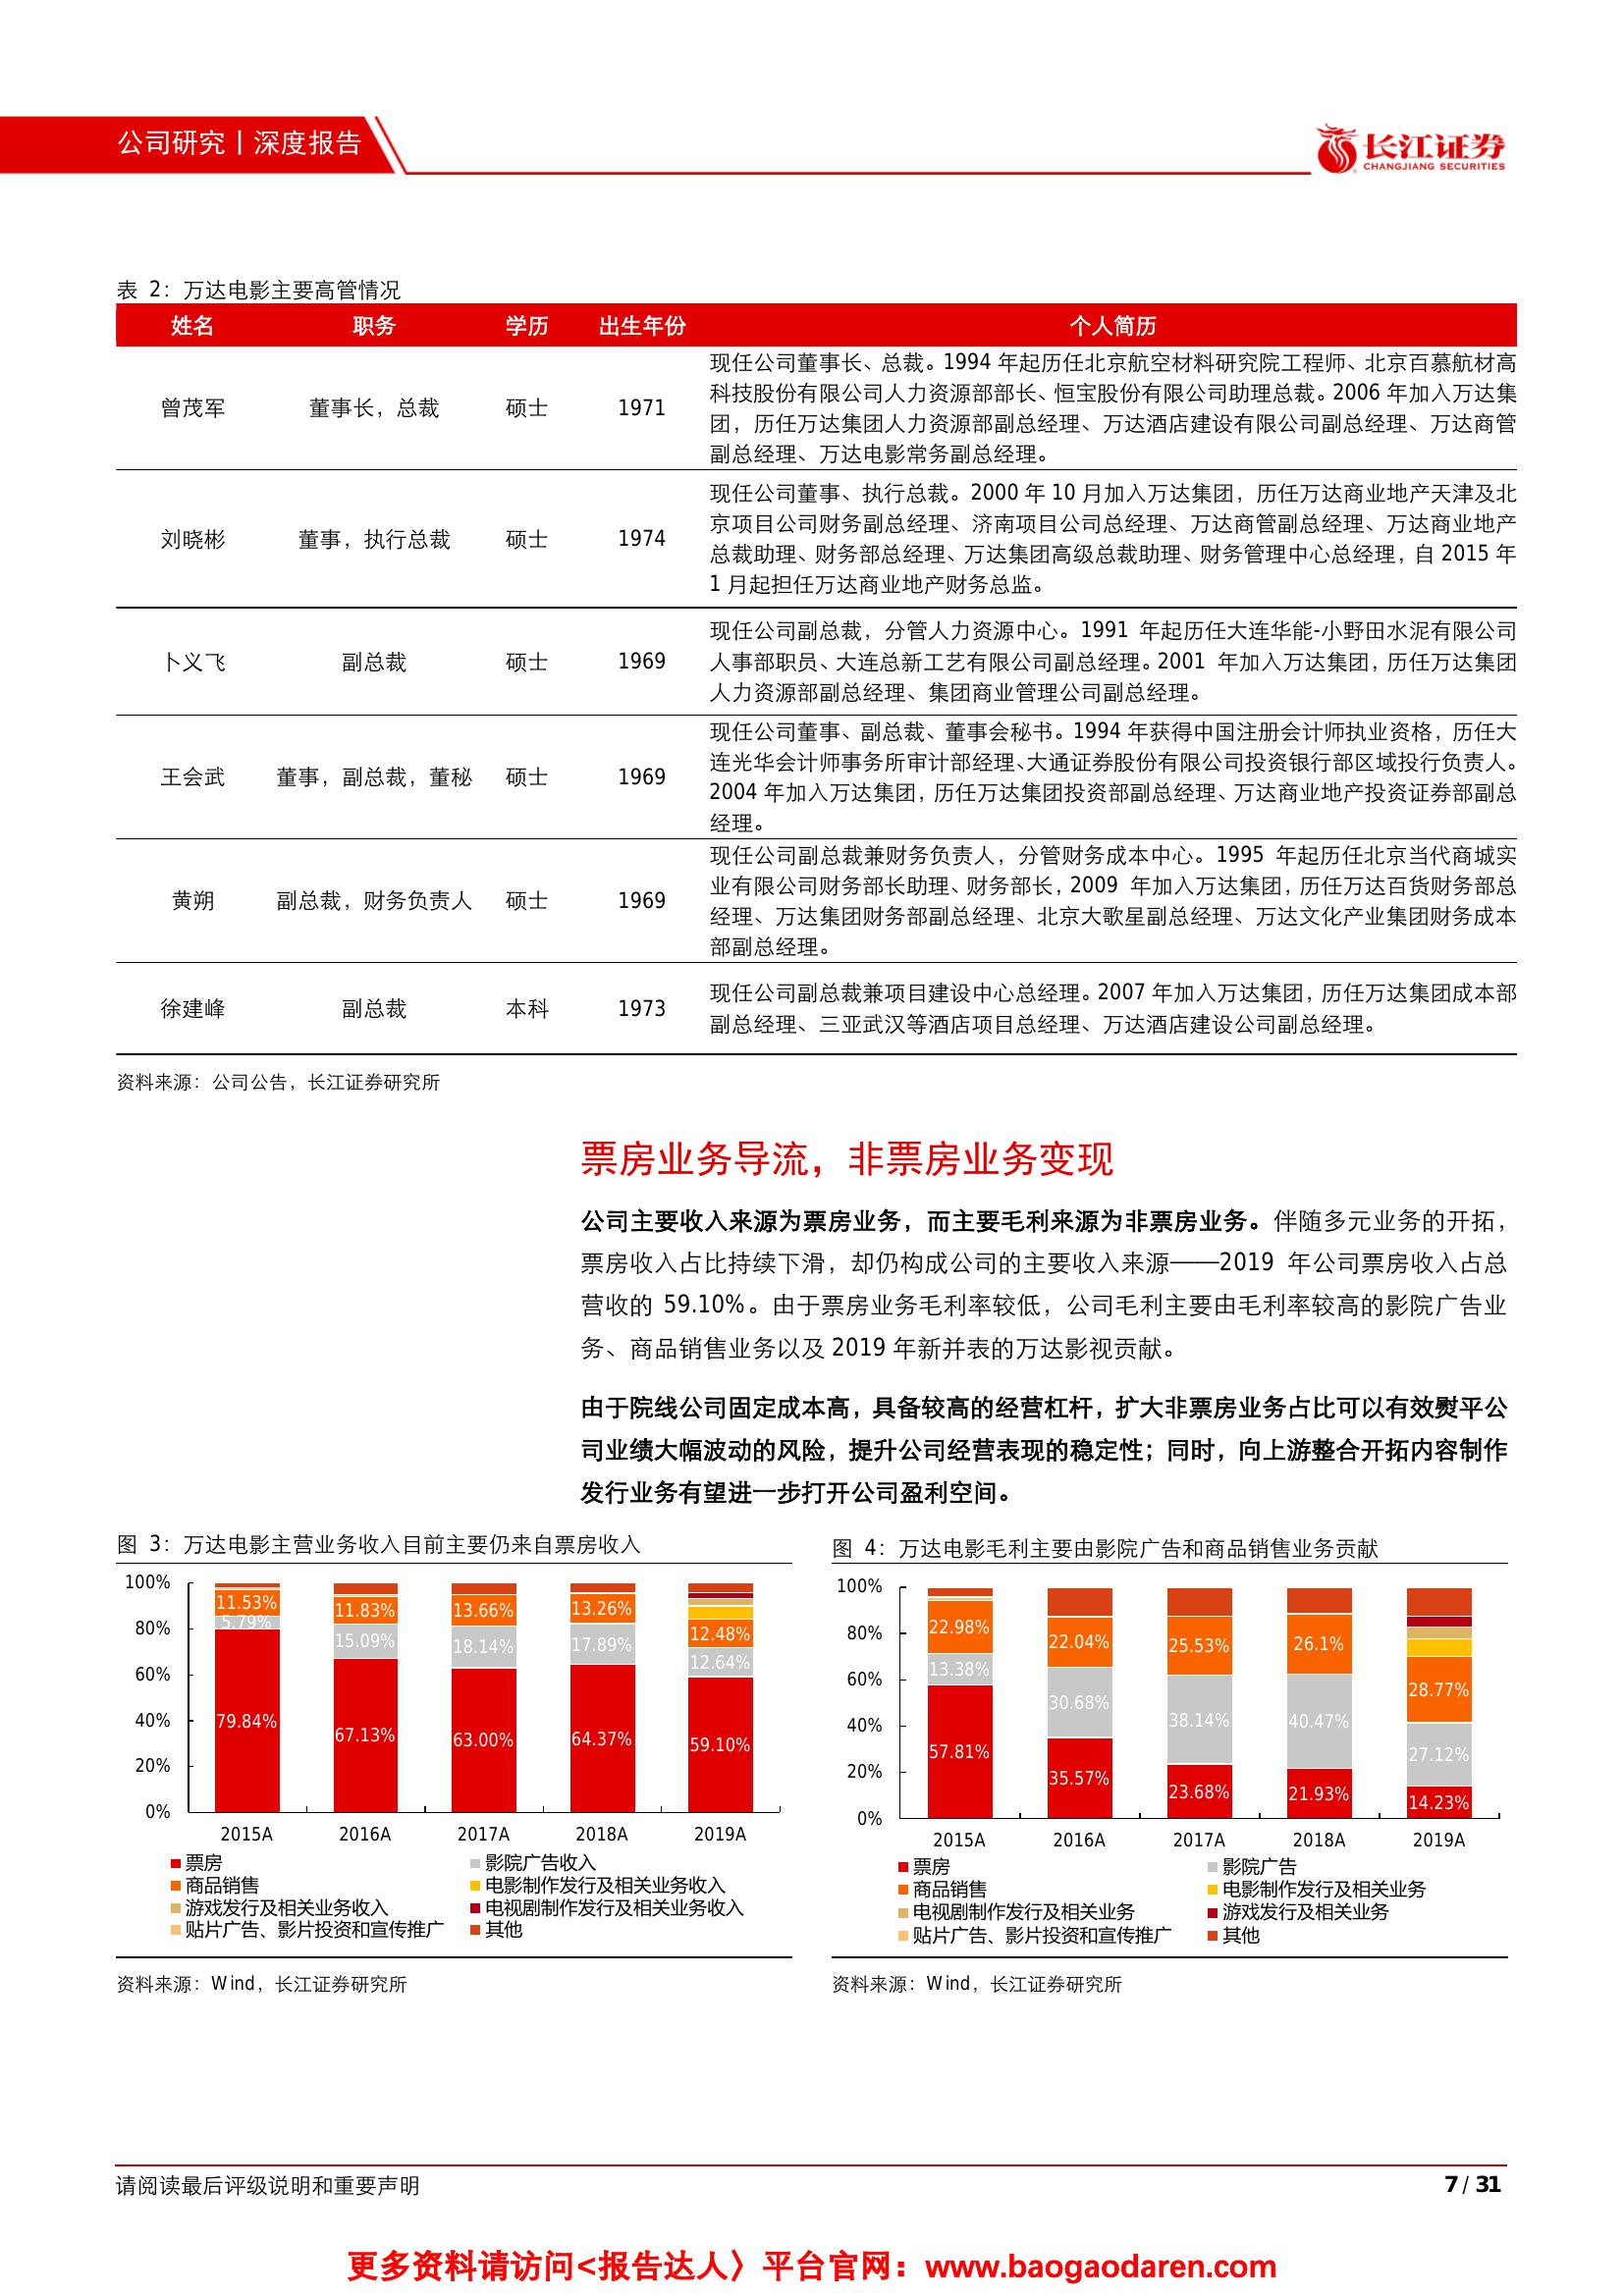 公司研究丨深度报告
长江证券
CHANGJIANG SECURITIES
表 2：万达电影主要高管情况
姓名 职务 学历 出生年份 个人简历
曾茂军 董事长，总裁 硕士 1971
现任公司董事长、总裁。1994 年起历任北京航空材料研究院工程师、北京百慕航材高
科技股份有限公司人力资源部部长、恒宝股份有限公司助理总裁。2006 年加入万达集
团，历任万达集团人力资源部副总经理、万达酒店建设有限公司副总经理、万达商管
副总经理、万达电影常务副总经理。
刘晓彬 董事，执行总裁 硕士 1974
现任公司董事、执行总裁。2000 年 10 月加入万达集团，历任万达商业地产天津及北
京项目公司财务副总经理、济南项目公司总经理、万达商管副总经理、万达商业地产
总裁助理、财务部总经理、万达集团高级总裁助理、财务管理中心总经理，自 2015 年
1 月起担任万达商业地产财务总监。
卜义飞 副总裁 硕士 1969
现任公司副总裁，分管人力资源中心。1991 年起历任大连华能-小野田水泥有限公司
人事部职员、大连总新工艺有限公司副总经理。2001 年加入万达集团，历任万达集团
人力资源部副总经理、集团商业管理公司副总经理。
王会武 董事，副总裁，董秘 硕士 1969
现任公司董事、副总裁、董事会秘书。1994 年获得中国注册会计师执业资格，历任大
连光华会计师事务所审计部经理、大通证券股份有限公司投资银行部区域投行负责人。
2004 年加入万达集团，历任万达集团投资部副总经理、万达商业地产投资证券部副总
经理。
黄朔 副总裁，财务负责人 硕士 1969
现任公司副总裁兼财务负责人，分管财务成本中心。1995 年起历任北京当代商城实
业有限公司财务部长助理、财务部长，2009 年加入万达集团，历任万达百货财务部总
经理、万达集团财务部副总经理、北京大歌星副总经理、万达文化产业集团财务成本
部副总经理。
徐建峰 副总裁 本科 1973
现任公司副总裁兼项目建设中心总经理。2007 年加入万达集团，历任万达集团成本部
副总经理、三亚武汉等酒店项目总经理、万达酒店建设公司副总经理。
资料来源：公司公告，长江证券研究所
票房业务导流，非票房业务变现
公司主要收入来源为票房业务，而主要毛利来源为非票房业务。伴随多元业务的开拓，
票房收入占比持续下滑，却仍构成公司的主要收入来源——2019 年公司票房收入占总
营收的 59.10%。由于票房业务毛利率较低，公司毛利主要由毛利率较高的影院广告业
务、商品销售业务以及 2019 年新并表的万达影视贡献。
由于院线公司固定成本高，具备较高的经营杠杆，扩大非票房业务占比可以有效熨平公
司业绩大幅波动的风险，提升公司经营表现的稳定性；同时，向上游整合开拓内容制作
发行业务有望进一步打开公司盈利空间。
图 3：万达电影主营业务收入目前主要仍来自票房收入
100%
80%
60%
40%
20%
0%
11.53% 11.83% 13.66% 13.26% 12.48%
5.79% 15.09% 18.14% 17.89% 12.64%
79.84% 67.13% 63.00% 64.37% 59.10%
2015A 2016A 2017A 2018A 2019A
票房 影院广告收入
商品销售 电影制作发行及相关业务收入
游戏发行及相关业务收入 电视剧制作发行及相关业务收入
贴片广告、影片投资和宣传推广 其他
资料来源：Wind，长江证券研究所
图 4：万达电影毛利主要由影院广告和商品销售业务贡献
100%
80%
60%
40%
20%
0%
22.98% 22.04% 25.53% 26.1% 28.77%
13.38% 30.68% 38.14% 40.47% 27.12%
57.81% 35.57% 23.68% 21.93% 14.23%
2015A 2016A 2017A 2018A 2019A
票房 影院广告
商品销售 电影制作发行及相关业务
电视剧制作发行及相关业务 游戏发行及相关业务
贴片广告、影片投资和宣传推广 其他
资料来源：Wind，长江证券研究所
请阅读最后评级说明和重要声明
7 / 31
更多资料请访问<报告达人〉平台官网：www.baogaodaren.com